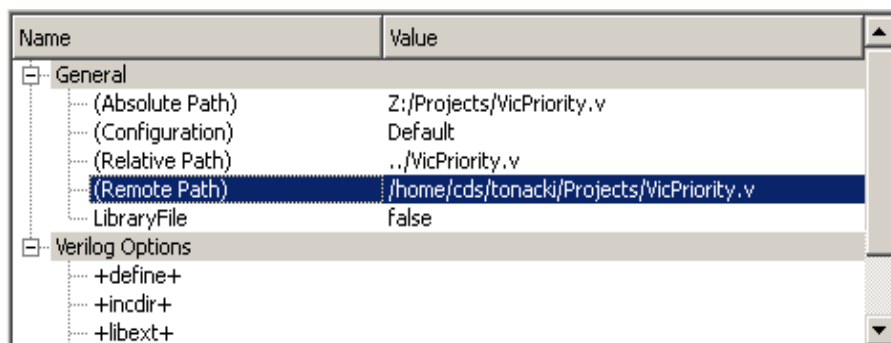 Name Value
General
(Absolute Path) Z:/Projects/VicPriority.v
(Configuration) Default
(Relative Path) ../VicPriority.v
(Remote Path) /home/cds/tonacki/Projects/VicPriority.v
LibraryFile false
Verilog Options
+define+
+incdir+
+libext+